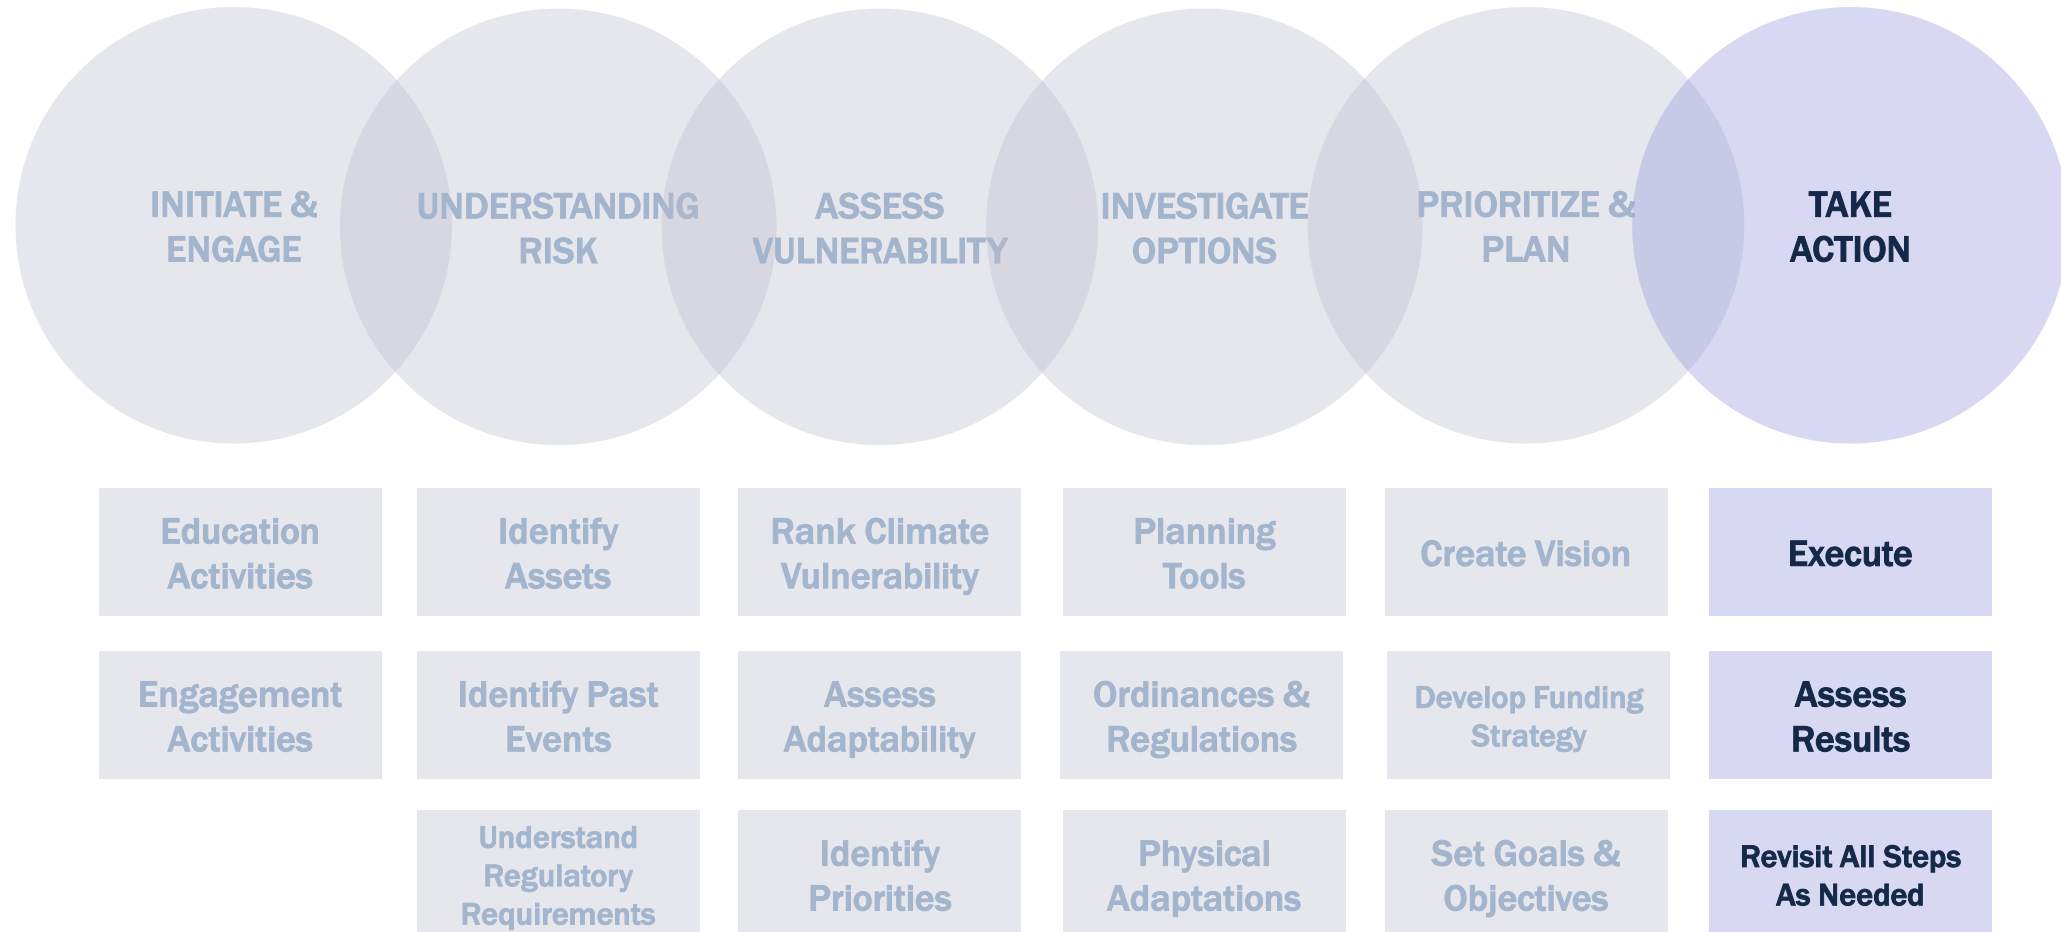 INITIATE &
ENGAGE
UNDERSTANDING
RISK
ASSESS
VULNERABILITY
INVESTIGATE
OPTIONS
PRIORITIZE &
PLAN
TAKE
ACTION
Education
Activities
Identify
Assets
Rank Climate
Vulnerability
Planning
Tools
Create Vision
Execute
Engagement
Activities
Identify Past
Events
Assess
Adaptability
Ordinances &
Regulations
Develop Funding
Strategy
Assess
Results
Understand
Regulatory
Requirements
Identify
Priorities
Physical
Adaptations
Set Goals &
Objectives
Revisit All Steps
As Needed